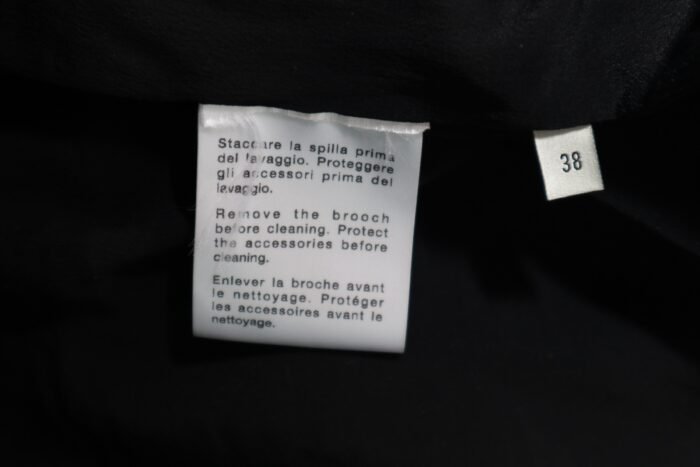 Staccare la spilla prima
del lavaggio. Proteggere
gli accessori prima del
lavaggio.
Remove the brooch
before cleaning. Protect
the accessories before
cleaning.
Enlever la broche avant
le nettoyage. Protéger
les accessoires avant le
nettoyage.
38